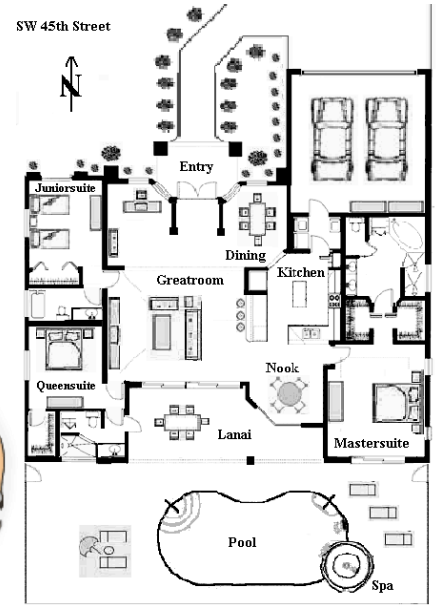 SW 45th Street
N
Entry
Juniorsuite
Dining
Greatroom
Kitchen
Nook
Queensuite
Lanai
Mastersuite
Pool
Spa